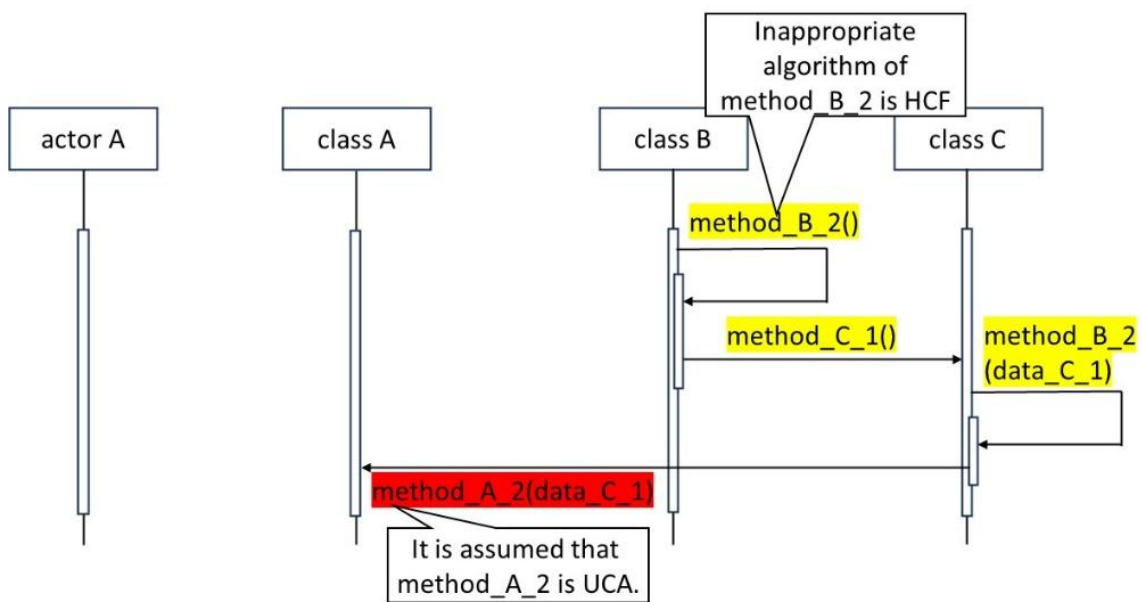 Inappropriate
algorithm of
method_B_2 is HCF
actor A
class A
class B
class C
method_B_2()
method_C_1()
method_B_2
(data_C_1)
method_A_2(data_C_1)
It is assumed that
method_A_2 is UCA.